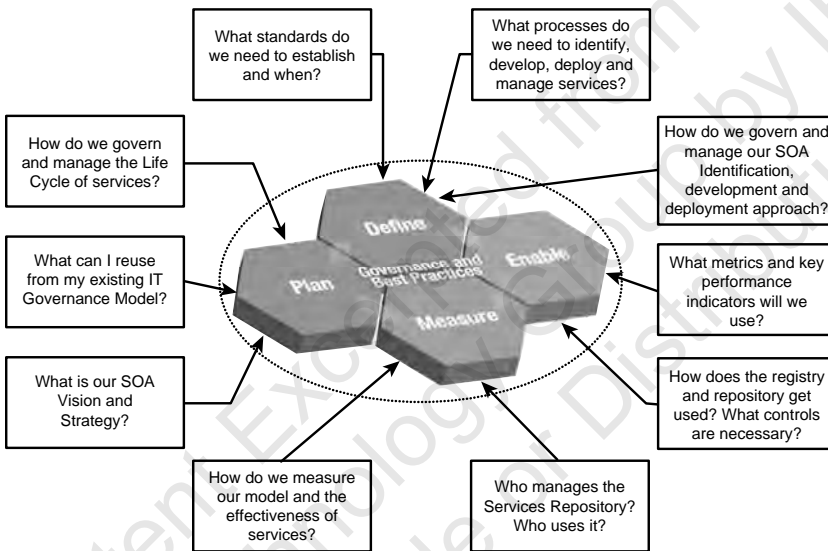 What standards do
we need to establish
and when?
What processes do
we need to identify,
develop, deploy and
manage services?
How do we govern
and manage the Life
Cycle of services?
How do we govern and
manage our SOA
Identification,
development and
deployment approach?
Define
Enable
Governance and
Best Practices
Plan
Measure
What can I reuse
from my existing IT
Governance Model?
What metrics and key
performance
indicators will we
use?
What is our SOA
Vision and
Strategy?
How does the registry
and repository get
used? What controls
are necessary?
How do we measure
our model and the
effectiveness of
services?
Who manages the
Services Repository?
Who uses it?